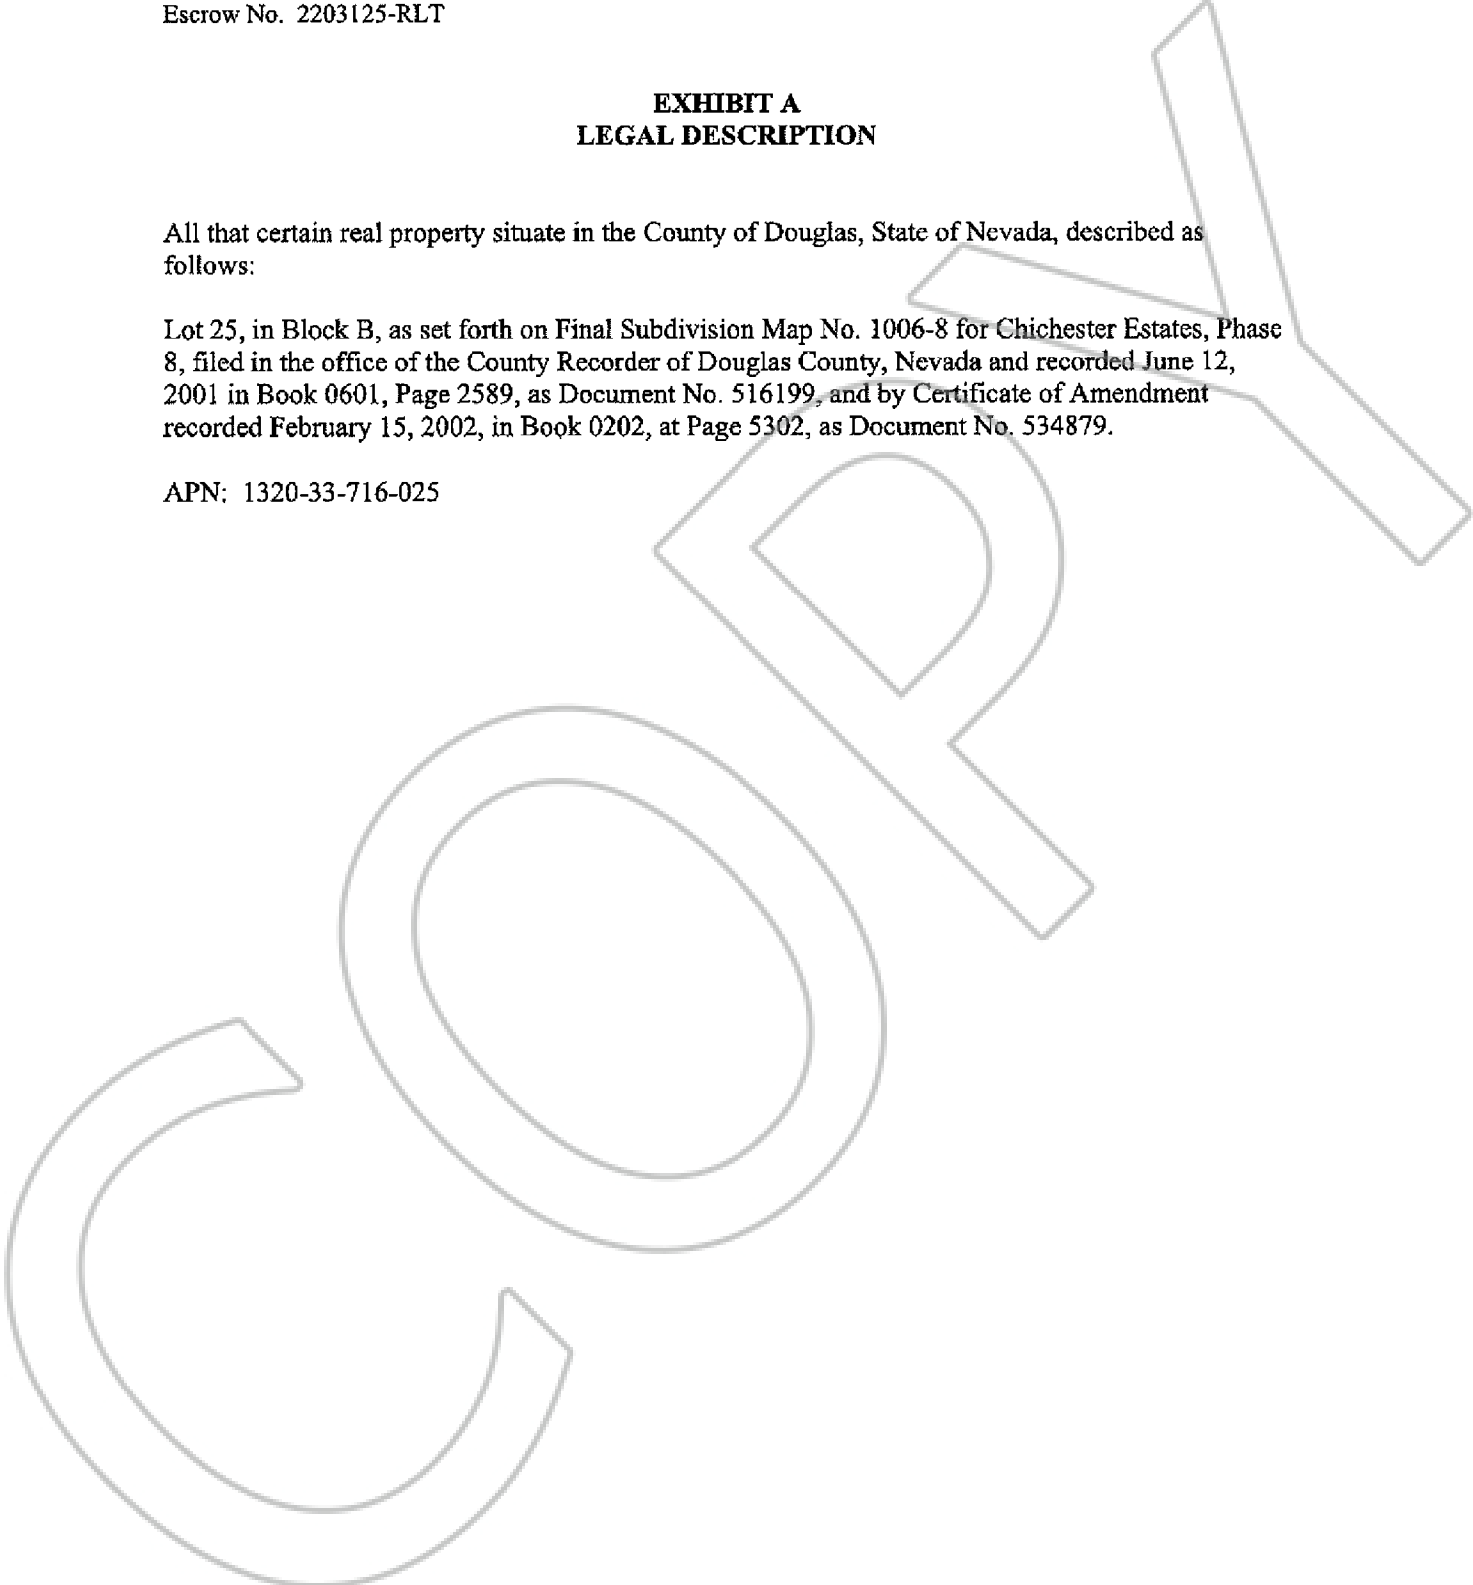 Escrow No. 2203125-RLT
EXHIBIT A
LEGAL DESCRIPTION
All that certain real property situate in the County of Douglas, State of Nevada, described as
follows:
Lot 25, in Block B, as set forth on Final Subdivision Map No. 1006-8 for Chichester Estates, Phase
8, filed in the office of the County Recorder of Douglas County, Nevada and recorded June 12,
2001 in Book 0601, Page 2589, as Document No. 516199, and by Certificate of Amendment
recorded February 15, 2002, in Book 0202, at Page 5302, as Document No. 534879.
APN: 1320-33-716-025
COPY